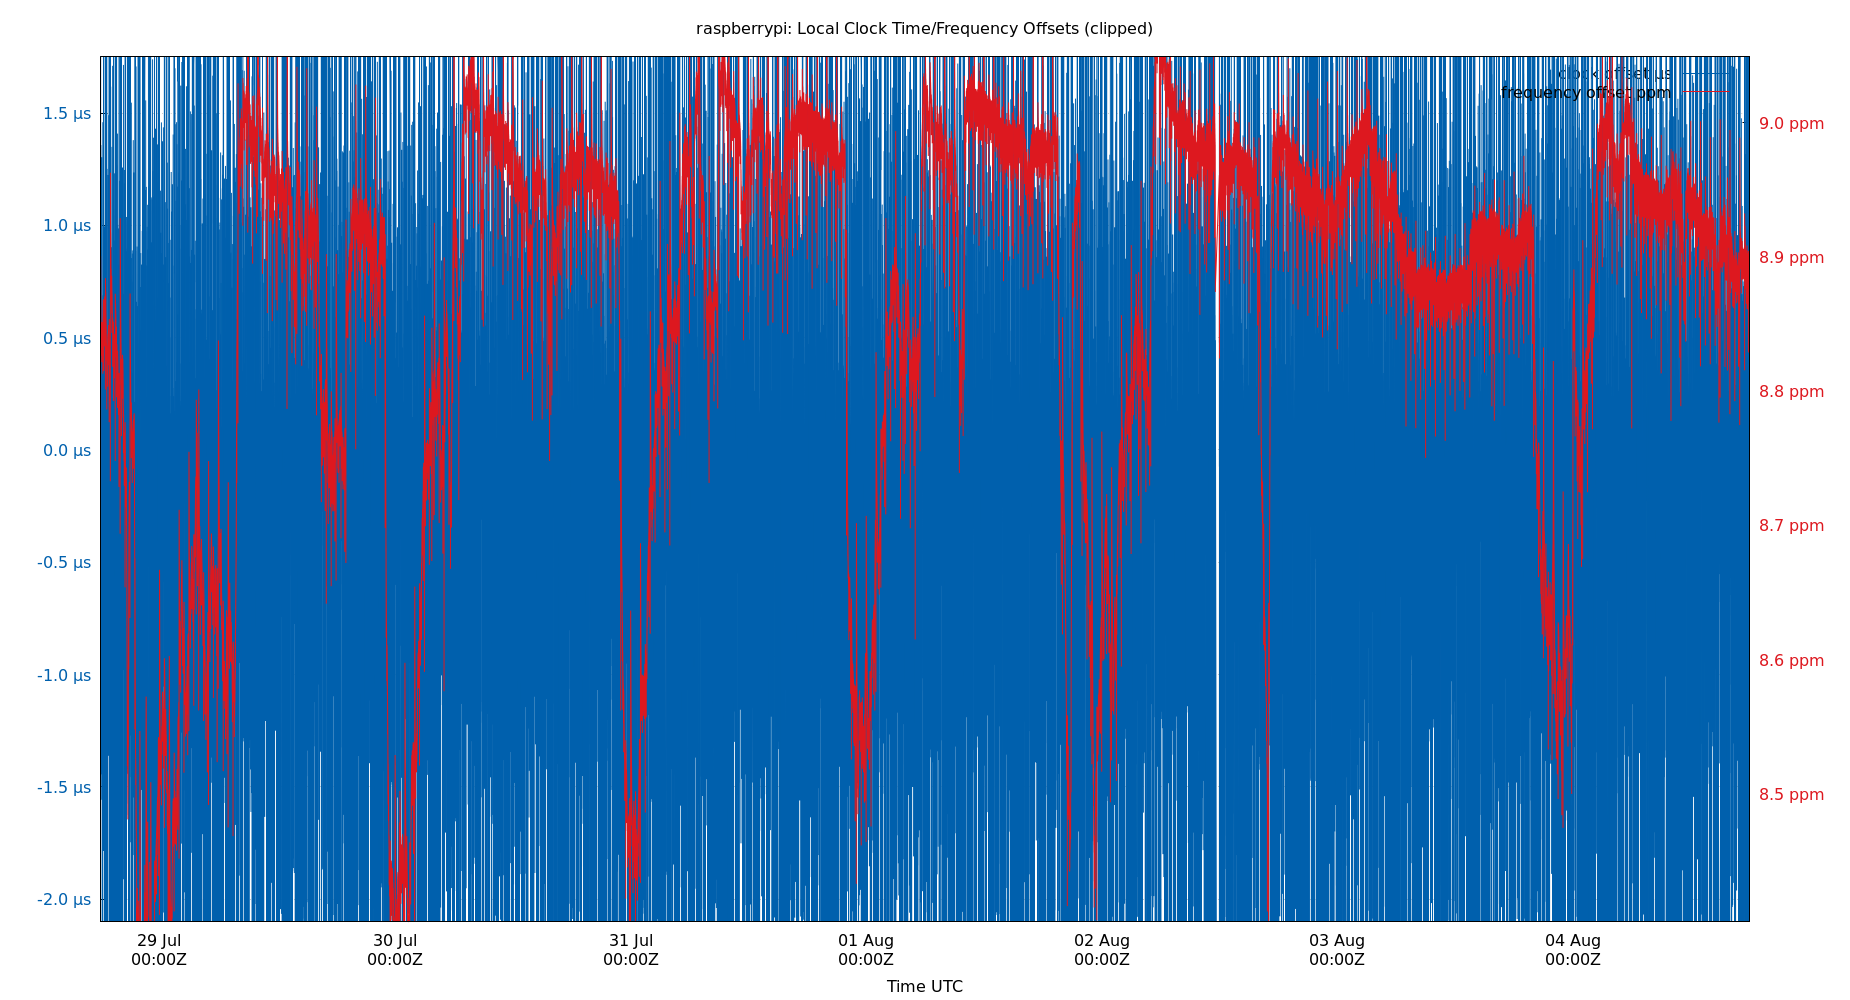 raspberrypi: Local Clock Time/Frequency Offsets (clipped)
clock offset µs
frequency offset ppm
1.5 µs
1.0 µs
0.5 µs
0.0 µs
-0.5 µs
-1.0 µs
-1.5 µs
-2.0 µs
9.0 ppm
8.9 ppm
8.8 ppm
8.7 ppm
8.6 ppm
8.5 ppm
29 Jul
00:00Z
30 Jul
00:00Z
31 Jul
00:00Z
01 Aug
00:00Z
02 Aug
00:00Z
03 Aug
00:00Z
04 Aug
00:00Z
Time UTC